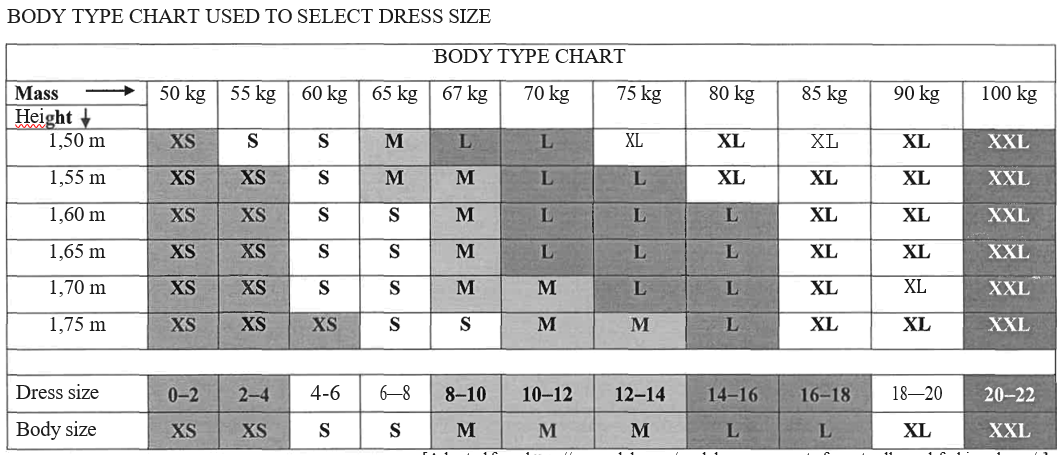 BODY TYPE CHART USED TO SELECT DRESS SIZE
BODY TYPE CHART
Mass 50 kg 55 kg 60 kg 65 kg 67 kg 70 kg 75 kg 80 kg 85 kg 90 kg 100 kg
Height
1,50 m XS S S M L L XL XL XL XL XXL
1,55 m XS XS S M M L L XL XL XL XXL
1,60 m XS XS S S M L L L XL XL XXL
1,65 m XS XS S S M L L L XL XL XXL
1,70 m XS XS S S M M L L XL XL XXL
1,75 m XS XS XS S S M M L XL XL XXL
Dress size 0–2 2–4 4-6 6–8 8–10 10–12 12–14 14–16 16–18 18–20 20–22
Body size XS XS S S M M M L L XL XXL